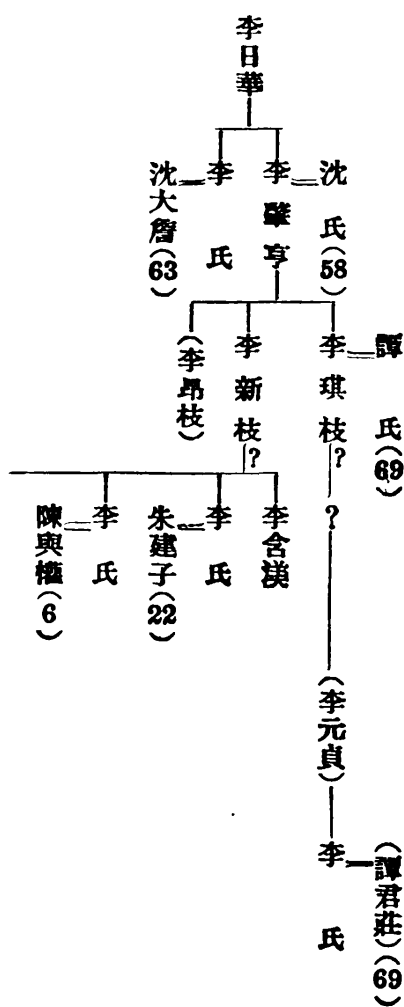 李日華
沈氏(58)
李肇亨
李氏
沈大詹(63)
譚氏(69)
李琪枝?
李新枝?
(李昂枝)
?
李含渼
李氏
朱建子(22)
李氏
陳與權(6)
(李元貞)
(譚君莊)(69)
李氏